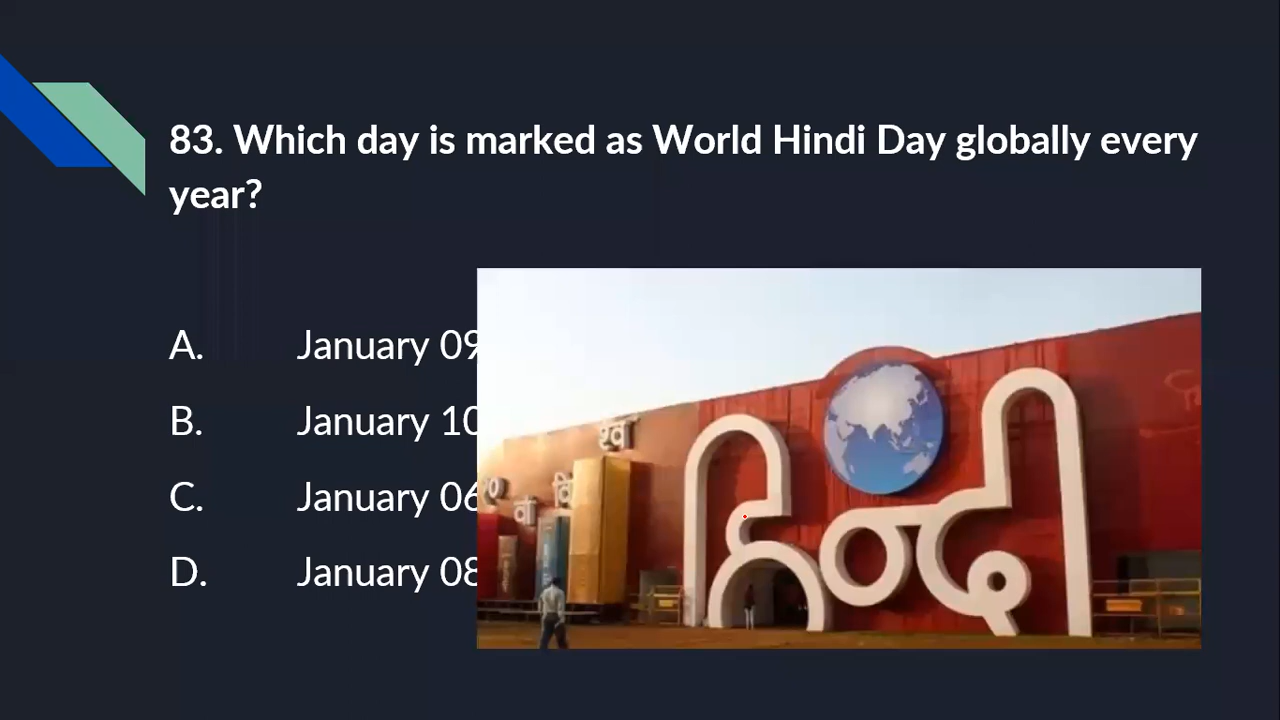 83. Which day is marked as World Hindi Day globally every
year?
A. January 09
B. January 10
C. January 06
D. January 08
हिन्दी